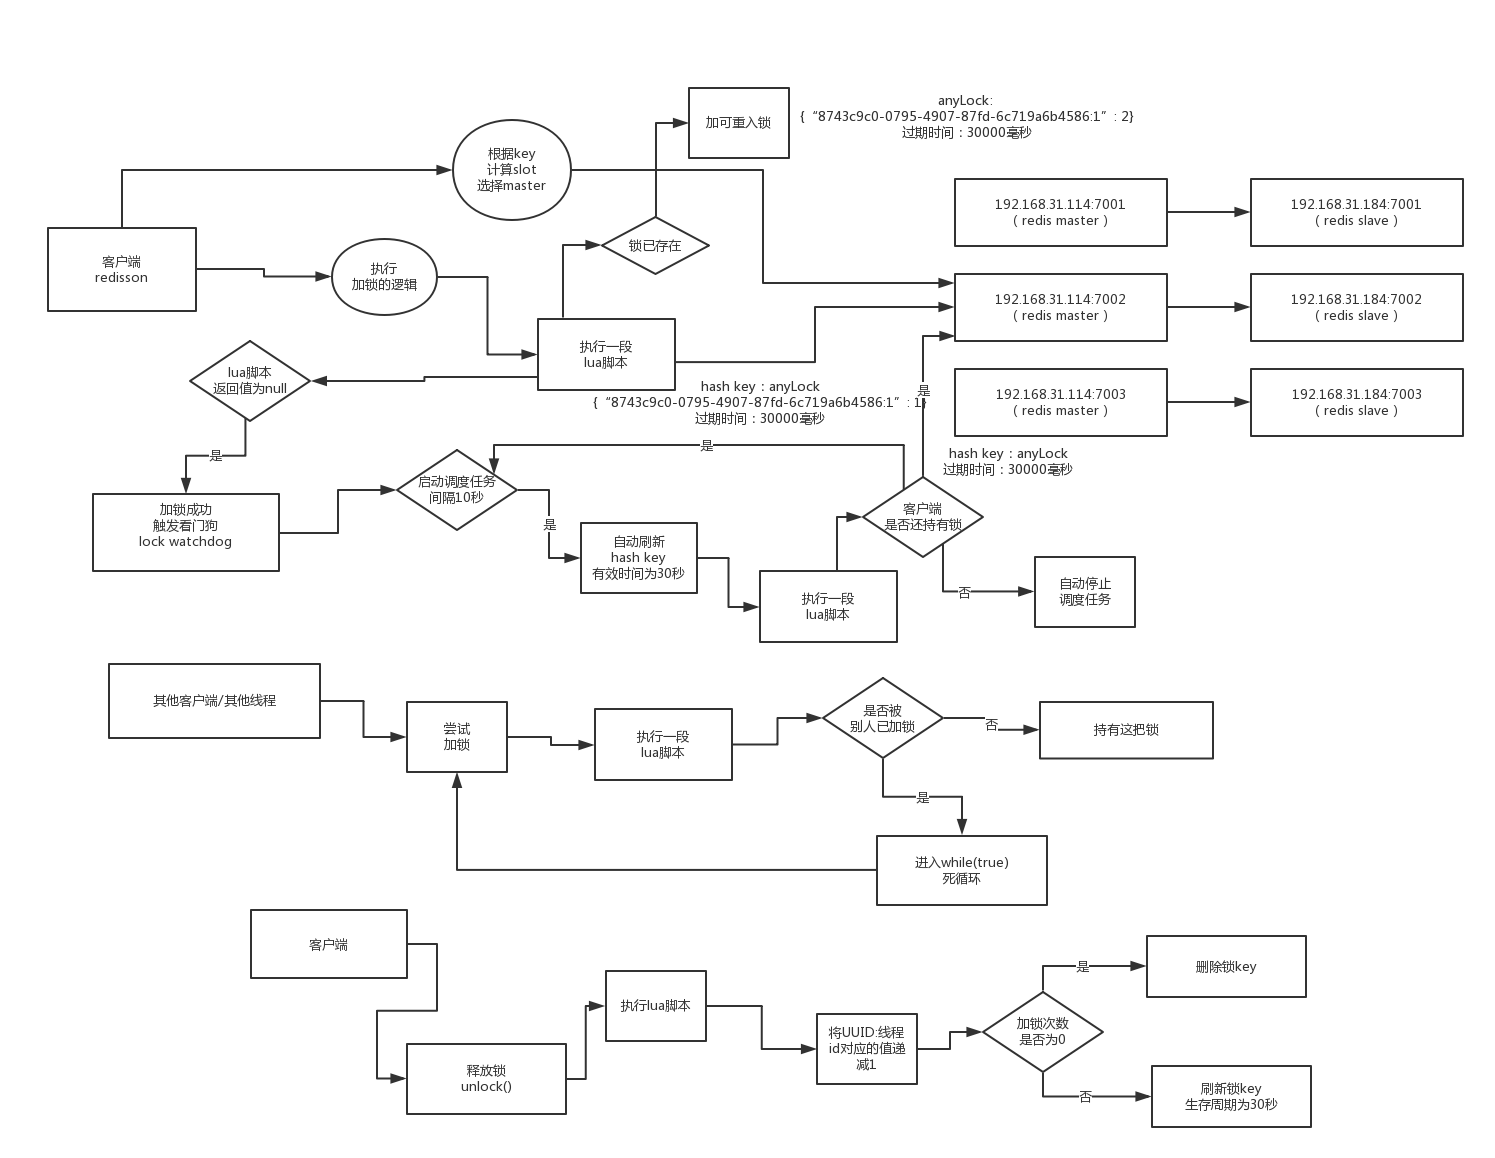 加可重入锁
anyLock:
{“8743c9c0-0795-4907-87fd-6c719a6b4586:1”: 2}
过期时间：30000毫秒
根据key
计算slot
选择master
客户端
redisson
执行
加锁的逻辑
锁已存在
192.168.31.114:7001
（redis master）
192.168.31.184:7001
（redis slave）
192.168.31.114:7002
（redis master）
192.168.31.184:7002
（redis slave）
192.168.31.114:7003
（redis master）
192.168.31.184:7003
（redis slave）
执行一段
lua脚本
lua脚本
返回值为null
hash key：anyLock
{“8743c9c0-0795-4907-87fd-6c719a6b4586:1”: 1}
过期时间：30000毫秒
是
是
是
hash key：anyLock
过期时间：30000毫秒
加锁成功
触发看门狗
lock watchdog
启动调度任务
间隔10秒
是
自动刷新
hash key
有效时间为30秒
执行一段
lua脚本
客户端
是否还持有锁
否
自动停止
调度任务
其他客户端/其他线程
尝试
加锁
执行一段
lua脚本
是否被
别人已加锁
否
持有这把锁
是
进入while(true)
死循环
客户端
释放锁
unlock()
执行lua脚本
将UUID:线程
id对应的值递
减1
加锁次数
是否为0
是
删除锁key
否
刷新锁key
生存周期为30秒